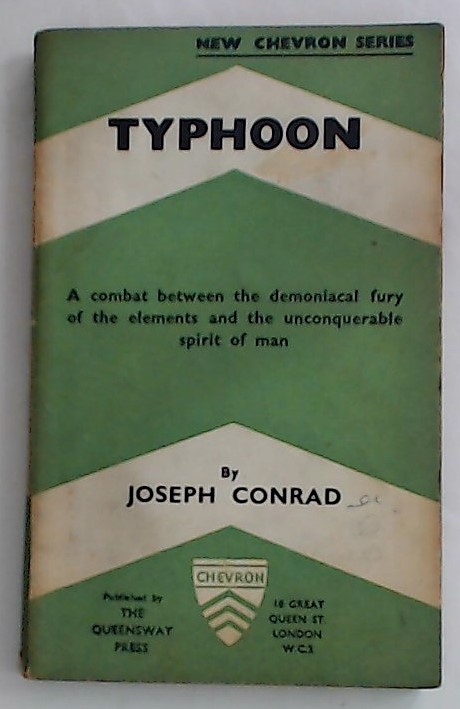 NEW CHEVRON SERIES
TYPHOON
A combat between the demoniacal fury
of the elements and the unconquerable
spirit of man
By
JOSEPH CONRAD
CHEVRON
Published by
THE
QUEENSWAY
PRESS
18 GREAT
QUEEN ST.
LONDON
W.C.2